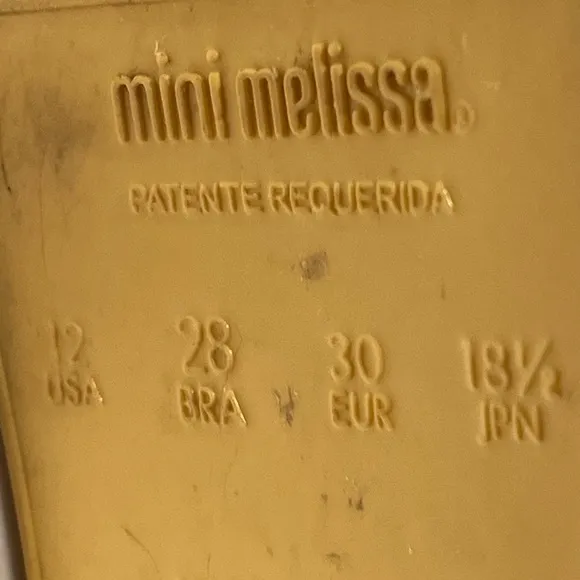 mini melissa®
PATENTE REQUERIDA
12 28 30 18½
USA BRA EUR JPN